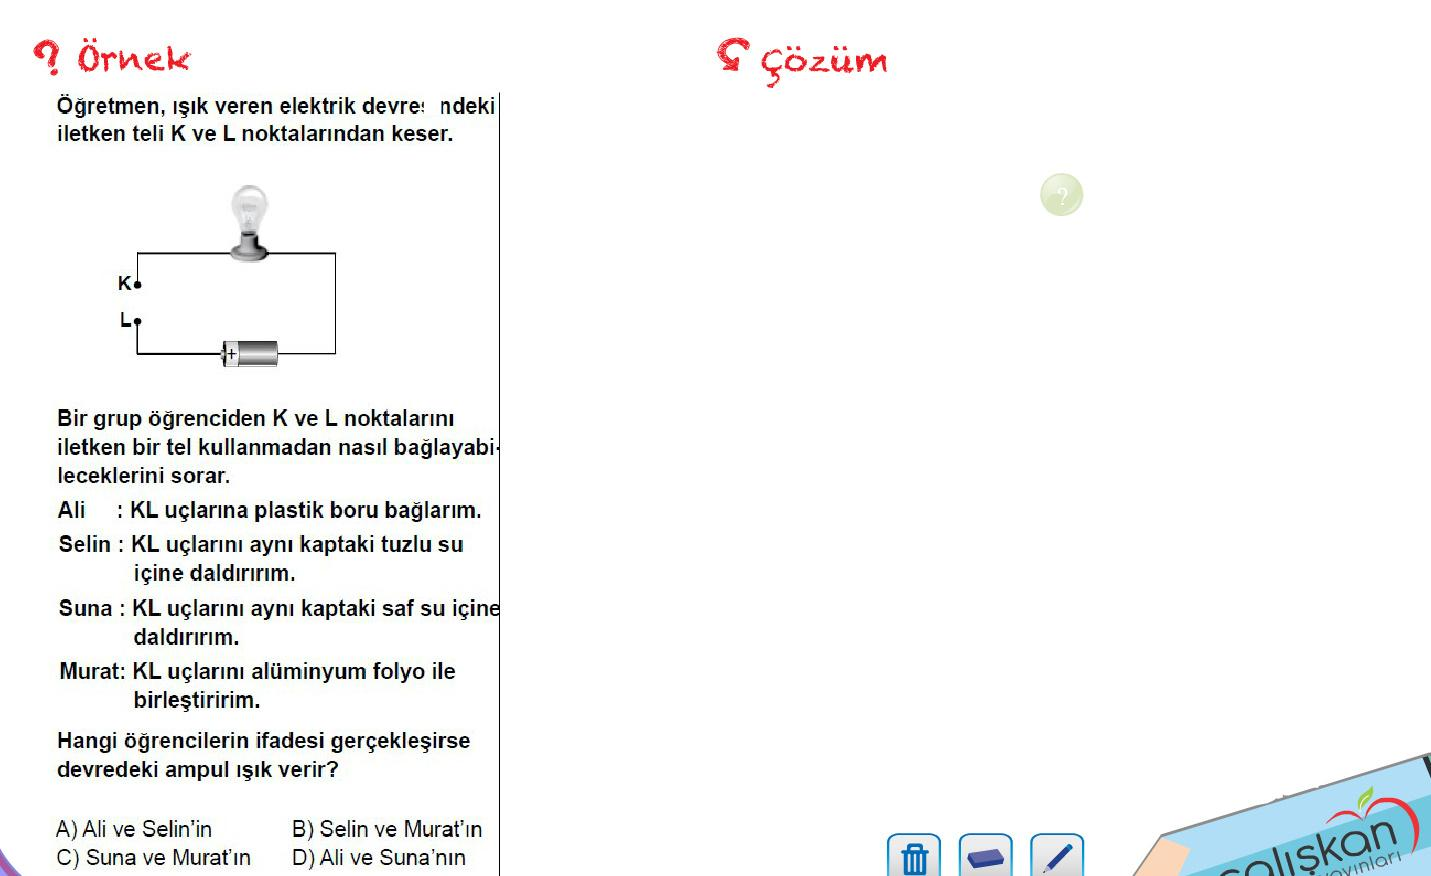 ? Örnek
Öğretmen, ışık veren elektrik devresindeki
iletken teli K ve L noktalarından keser.
K
L
+
Bir grup öğrenciden K ve L noktalarını
iletken bir tel kullanmadan nasıl bağlayabi-
leceklerini sorar.
Ali : KL uçlarına plastik boru bağlarım.
Selin : KL uçlarını aynı kaptaki tuzlu su
içine daldırırım.
Suna : KL uçlarını aynı kaptaki saf su içine
daldırırım.
Murat: KL uçlarını alüminyum folyo ile
birleştiririm.
Hangi öğrencilerin ifadesi gerçekleşirse
devredeki ampul ışık verir?
A) Ali ve Selin'in B) Selin ve Murat'ın
C) Suna ve Murat'ın D) Ali ve Suna'nın
Çözüm
?
çalışkan
yayınları